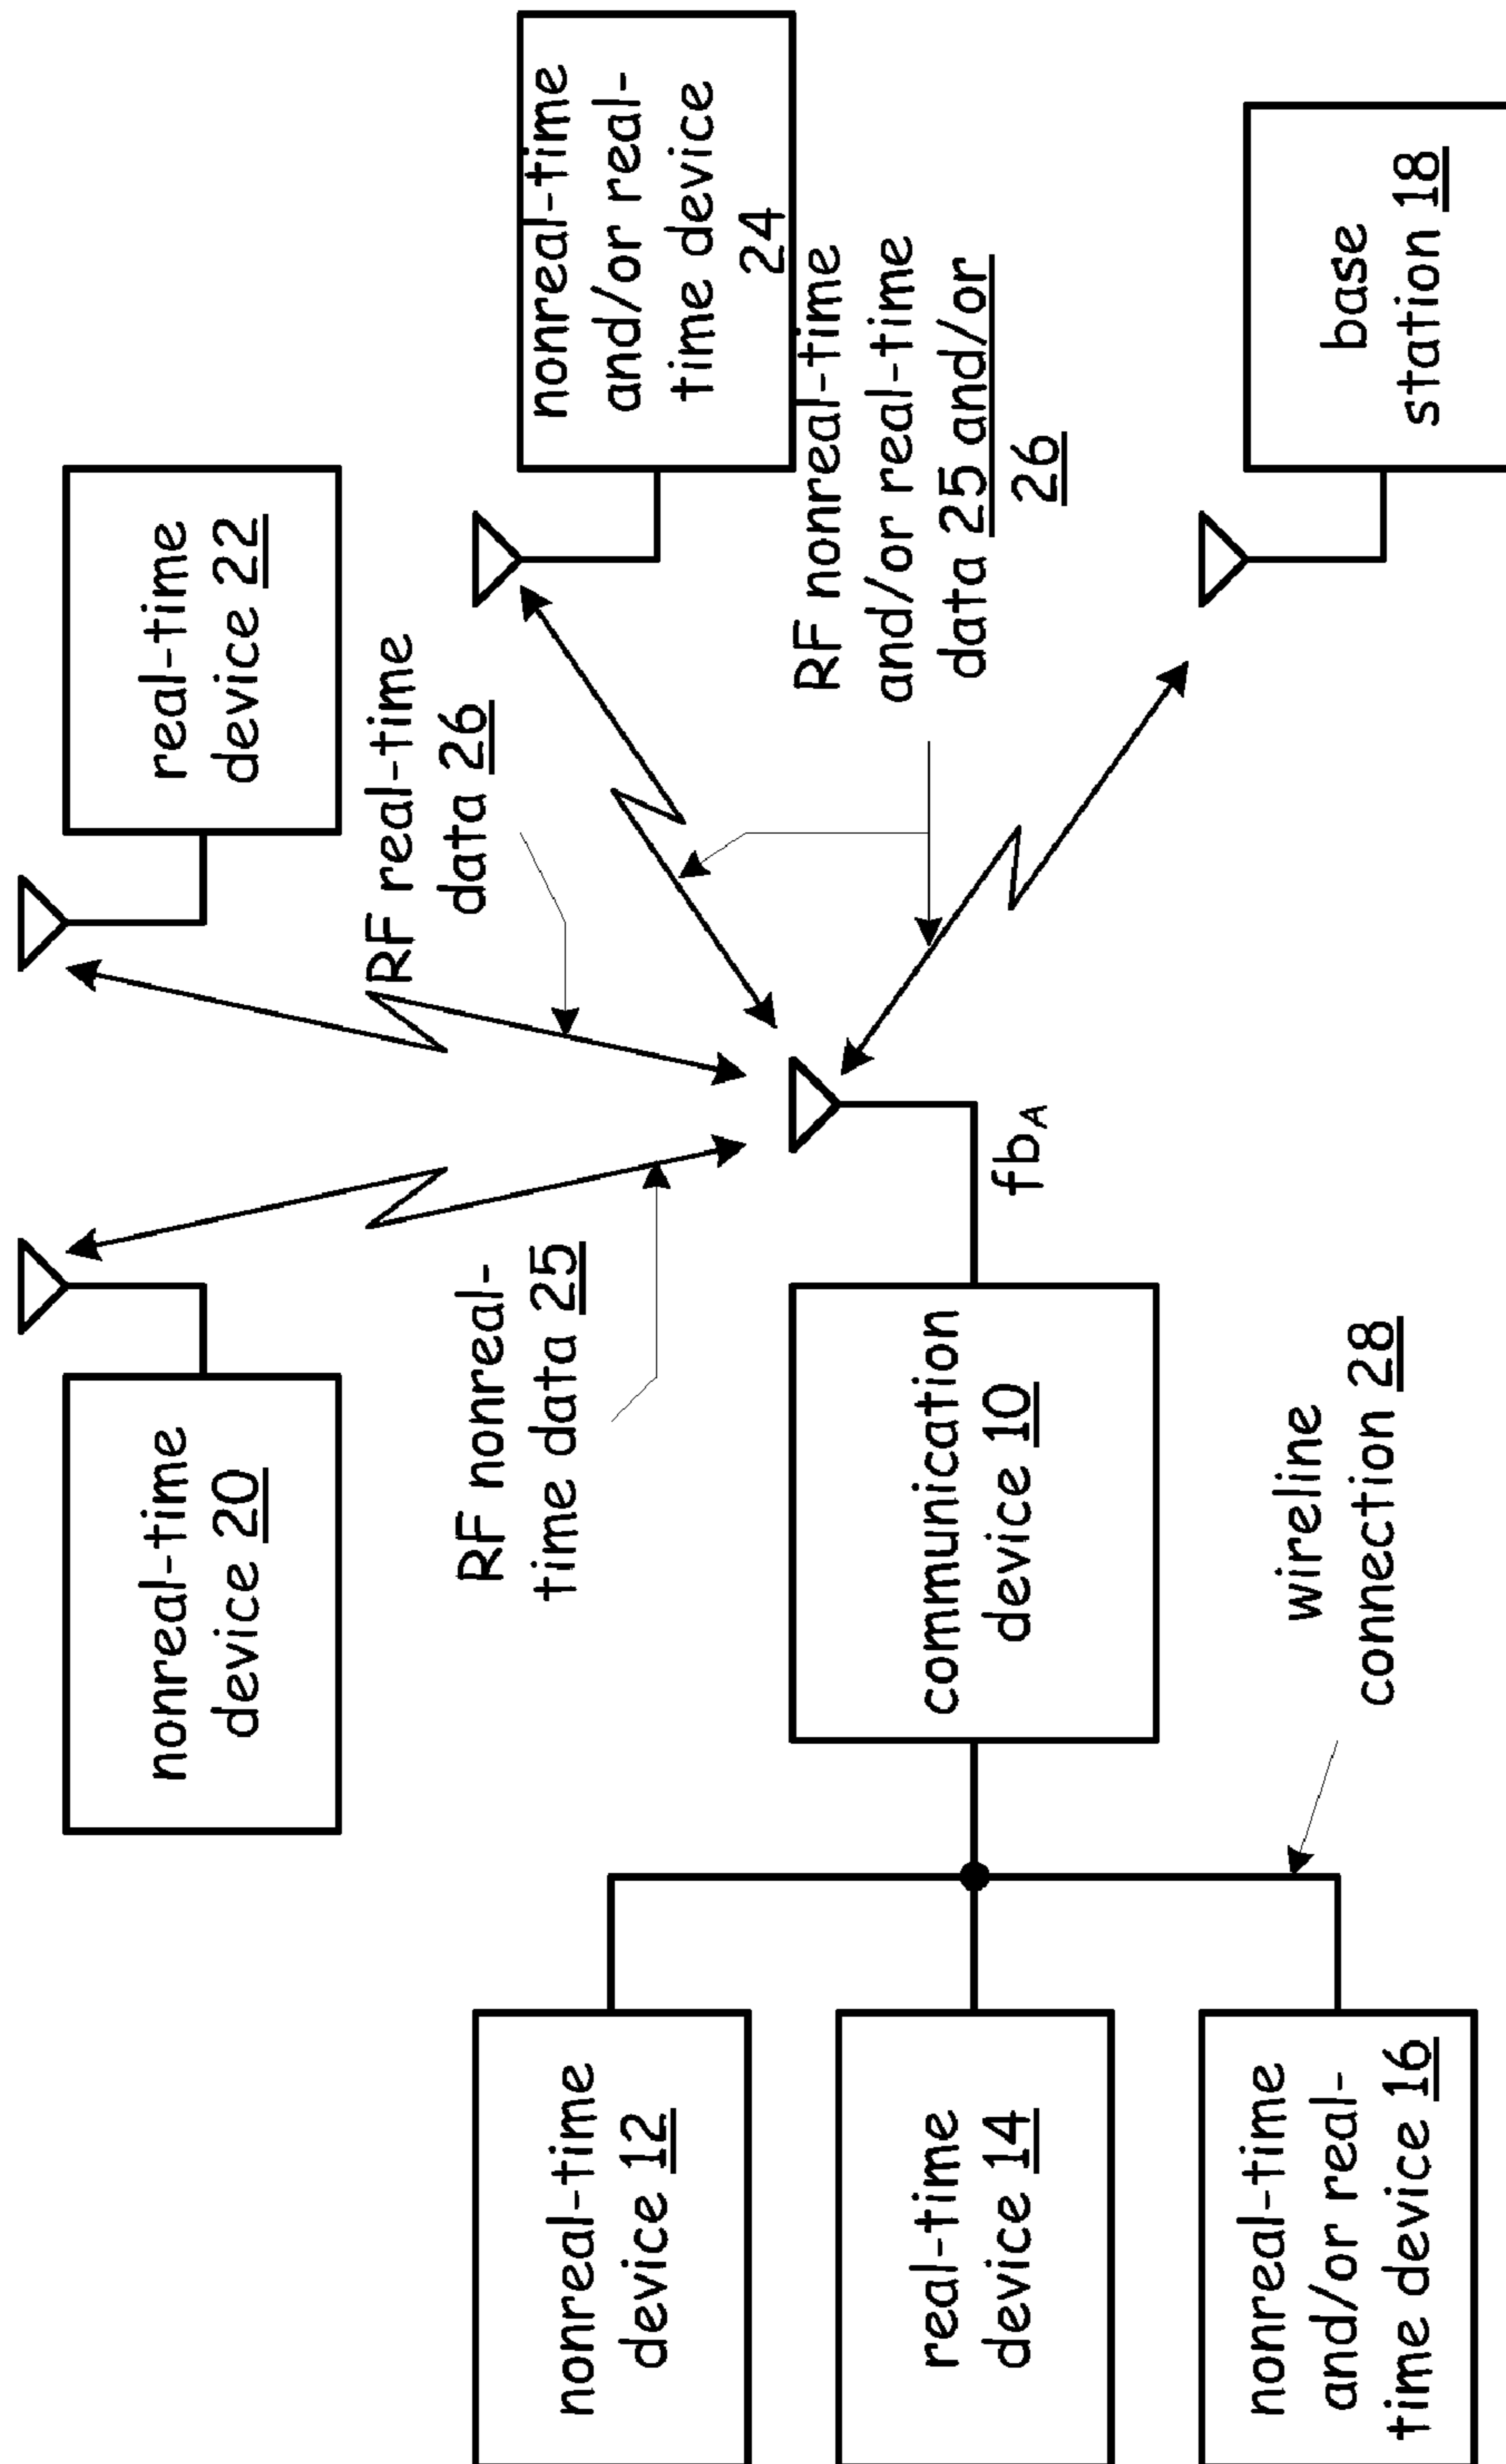 nonreal-time
device 20
real-time
device 22
RF real-time
data 26
nonreal-time
and/or real-
time device
24
RF nonreal-
time data 25
RF nonreal-time
and/or real-time
data 25 and/or
26
nonreal-time
device 12
real-time
device 14
nonreal-time
and/or real-
time device 16
communication
device 10
fbA
wireline
connection 28
base
station 18